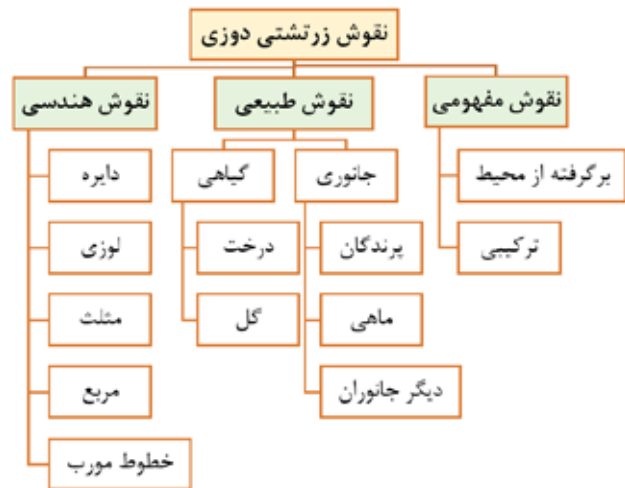 نقوش زرتشتی دوزی
نقوش مفهومی
برگرفته از محیط
ترکیبی
نقوش طبیعی
جانوری
پرندگان
ماهی
دیگر جانوران
گیاهی
درخت
گل
نقوش هندسی
دایره
لوزی
مثلث
مربع
خطوط مورب